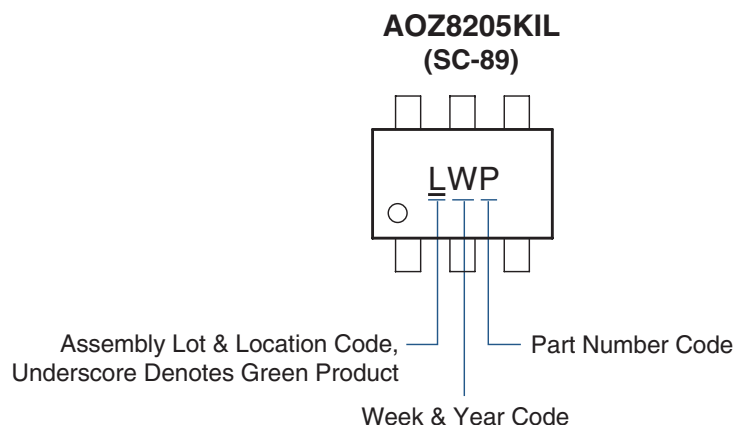 AOZ8205KIL
(SC-89)
LWP
Assembly Lot & Location Code,
Underscore Denotes Green Product
Part Number Code
Week & Year Code